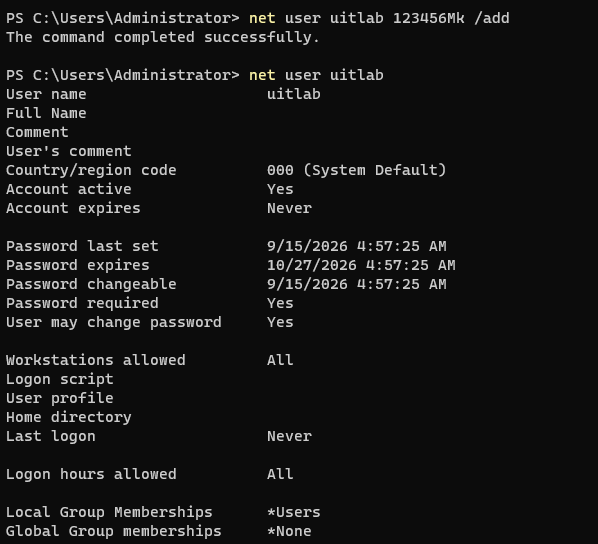 PS C:\Users\Administrator> net user uitlab 123456Mk /add
The command completed successfully.
PS C:\Users\Administrator> net user uitlab
User name                    uitlab
Full Name
Comment
User's comment
Country/region code          000 (System Default)
Account active               Yes
Account expires              Never
Password last set            9/15/2026 4:57:25 AM
Password expires             10/27/2026 4:57:25 AM
Password changeable          9/15/2026 4:57:25 AM
Password required            Yes
User may change password     Yes
Workstations allowed         All
Logon script
User profile
Home directory
Last logon                   Never
Logon hours allowed          All
Local Group Memberships      *Users
Global Group memberships     *None